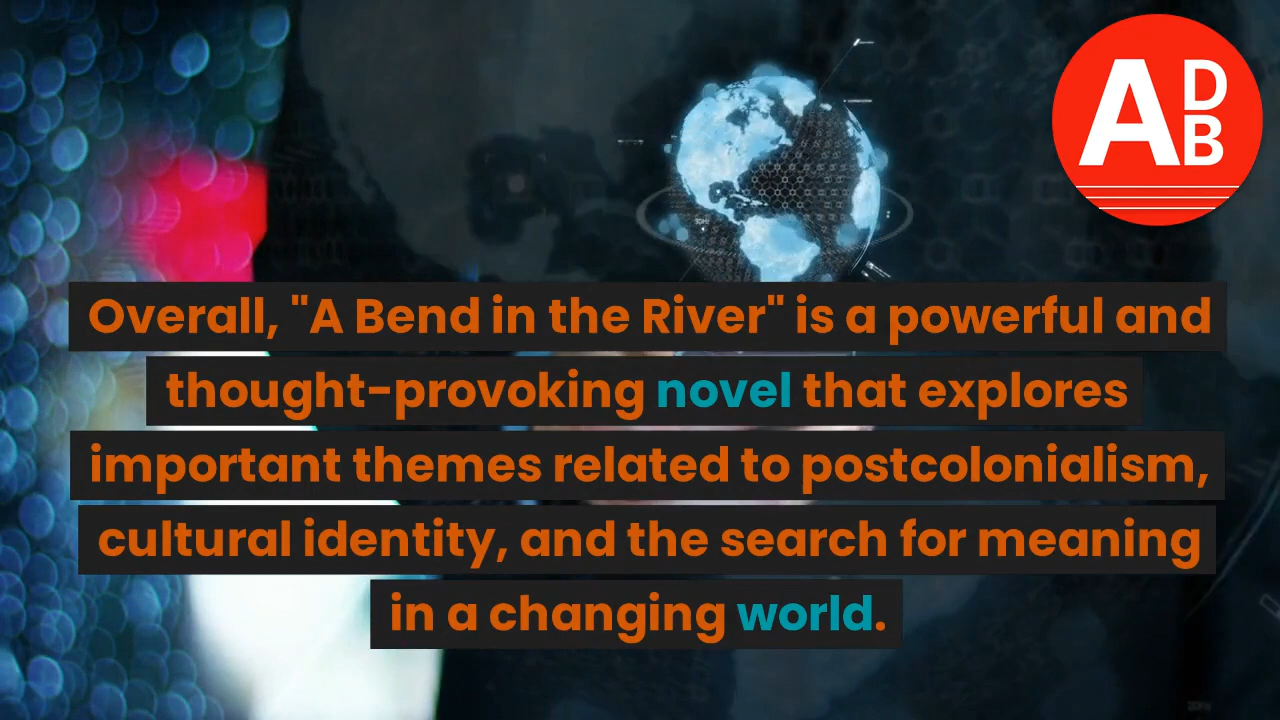 A
D
B
Overall, "A Bend in the River" is a powerful and
thought-provoking novel that explores
important themes related to postcolonialism,
cultural identity, and the search for meaning
in a changing world.